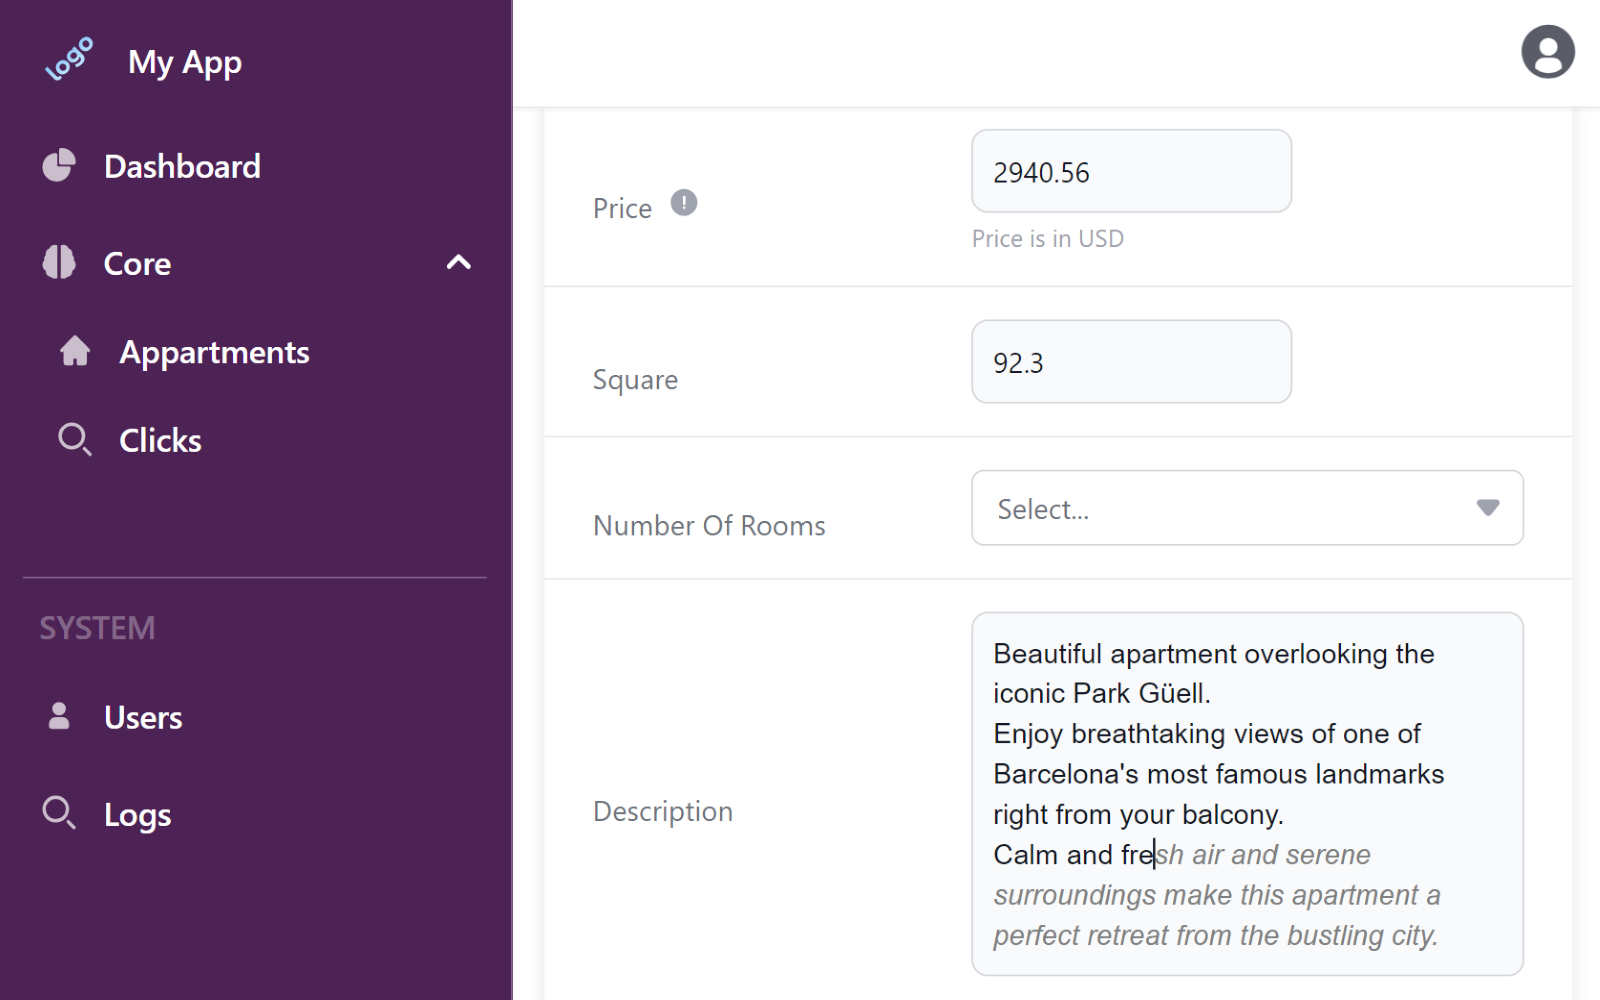 logo
My App
Dashboard
Core
Appartments
Clicks
SYSTEM
Users
Logs
Price
2940.56
Price is in USD
Square
92.3
Number Of Rooms
Select...
Description
Beautiful apartment overlooking the
iconic Park Güell.
Enjoy breathtaking views of one of
Barcelona's most famous landmarks
right from your balcony.
Calm and fresh air and serene
surroundings make this apartment a
perfect retreat from the bustling city.